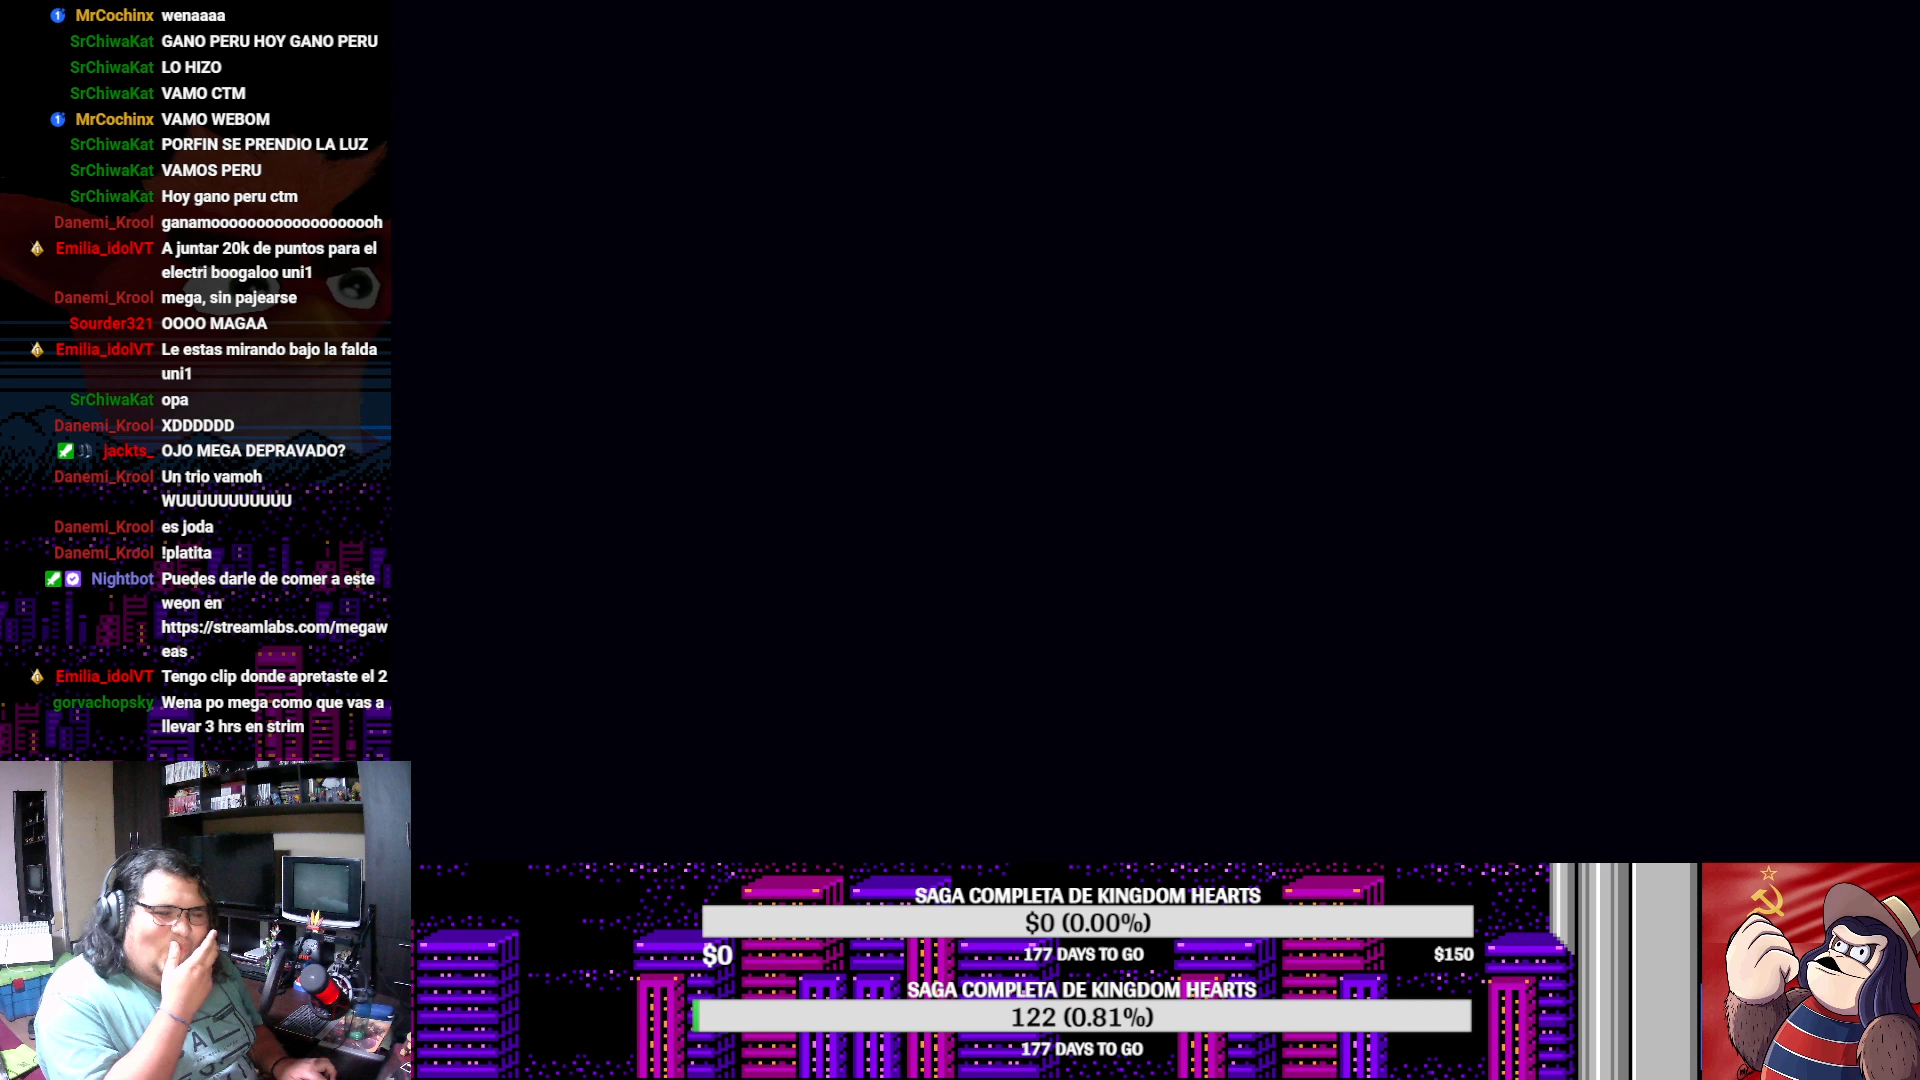 MrCochinx wenaaaa
SrChiwaKat GANO PERU HOY GANO PERU
SrChiwaKat LO HIZO
SrChiwaKat VAMO CTM
MrCochinx VAMO WEBOM
SrChiwaKat PORFIN SE PRENDIO LA LUZ
SrChiwaKat VAMOS PERU
SrChiwaKat Hoy gano peru ctm
Danemi_Krool ganamooooooooooooooooooh
Emilia_idolVT A juntar 20k de puntos para el
electri boogaloo uni1
Danemi_Krool mega, sin pajearse
Sourder321 OOOO MAGAA
Emilia_idolVT Le estas mirando bajo la falda
uni1
SrChiwaKat opa
Danemi_Krool XDDDDDD
jackts_ OJO MEGA DEPRAVADO?
Danemi_Krool Un trio vamoh
WUUUUUUUUUUU
Danemi_Krool es joda
Danemi_Krool !platita
Nightbot Puedes darle de comer a este
weon en
https://streamlabs.com/megaw
eas
Emilia_idolVT Tengo clip donde apretaste el 2
gorvachopsky Wena po mega como que vas a
llevar 3 hrs en strim
SAGA COMPLETA DE KINGDOM HEARTS
$0 (0.00%)
$0 177 DAYS TO GO $150
SAGA COMPLETA DE KINGDOM HEARTS
122 (0.81%)
177 DAYS TO GO